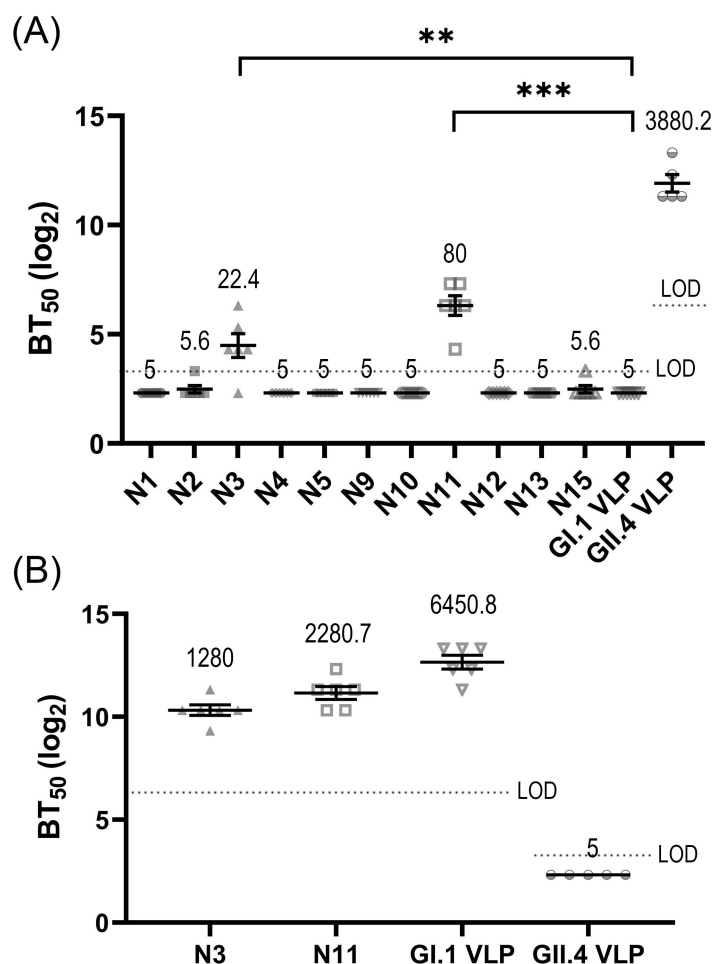 (A)
**
***
15
10
5
0
BT50 (log2)
5
5.6
22.4
5
5
5
5
80
5
5
5.6
5
3880.2
LOD
LOD
N1
N2
N3
N4
N5
N9
N10
N11
N12
N13
N15
GI.1 VLP
GII.4 VLP
(B)
15
10
5
0
BT50 (log2)
1280
2280.7
6450.8
5
LOD
LOD
N3
N11
GI.1 VLP
GII.4 VLP